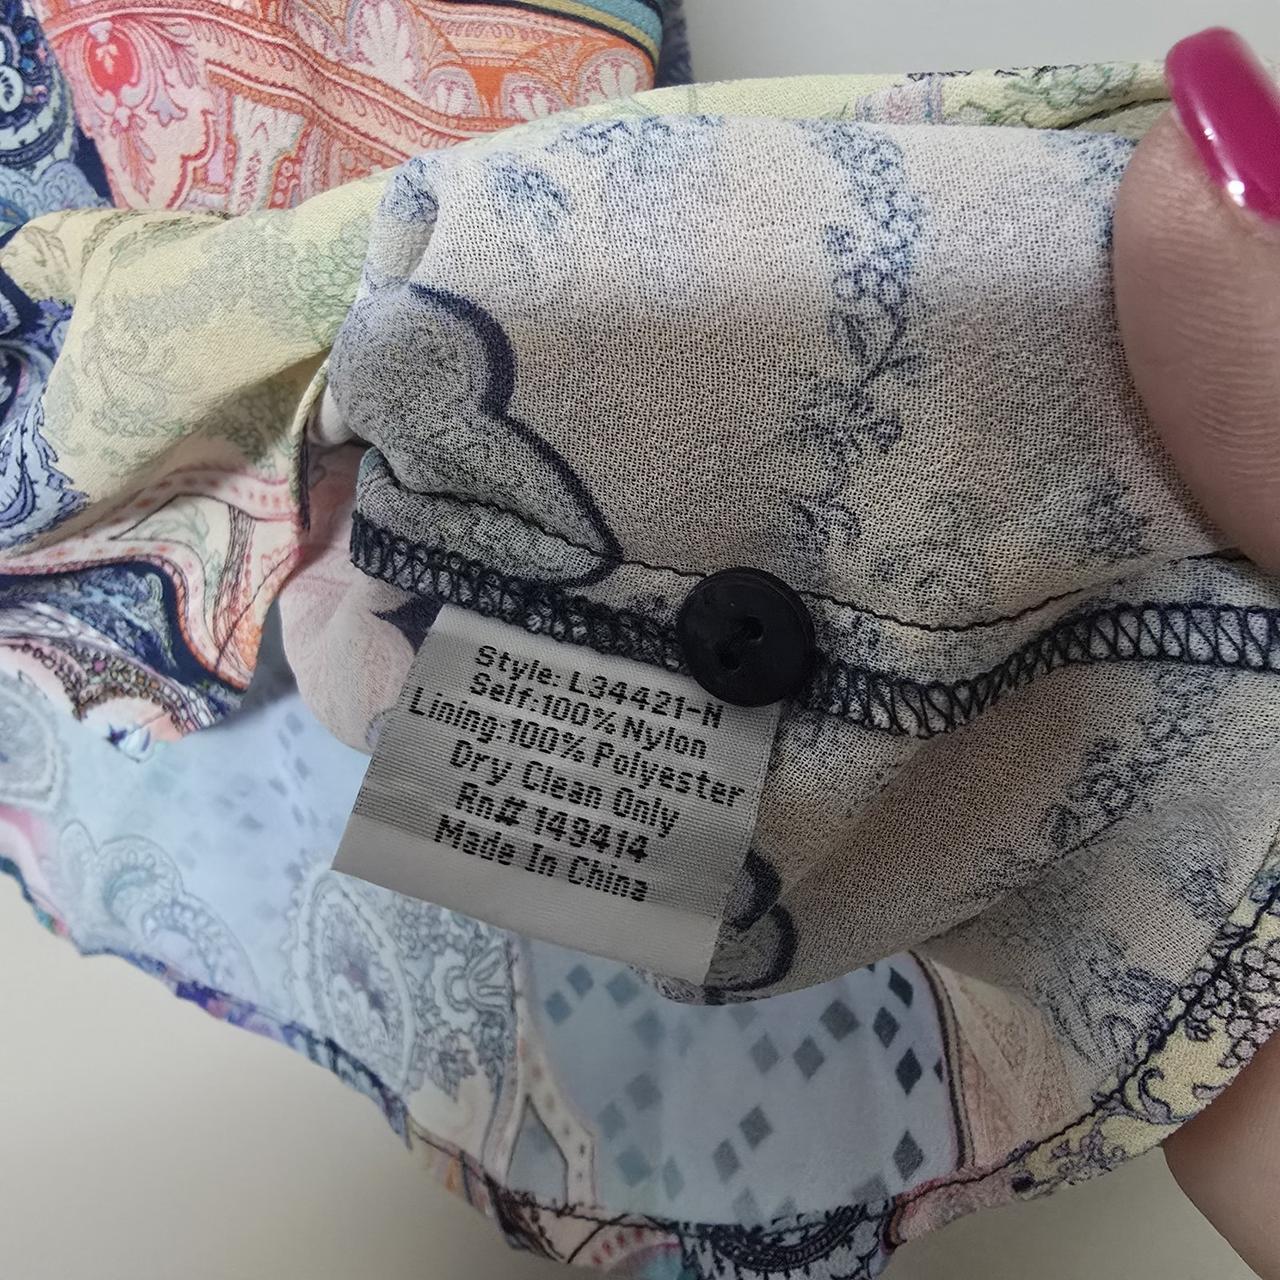 Style: L34421-N
Self:100% Nylon
Lining:100% Polyester
Dry Clean Only
Rn# 149414
Made In China